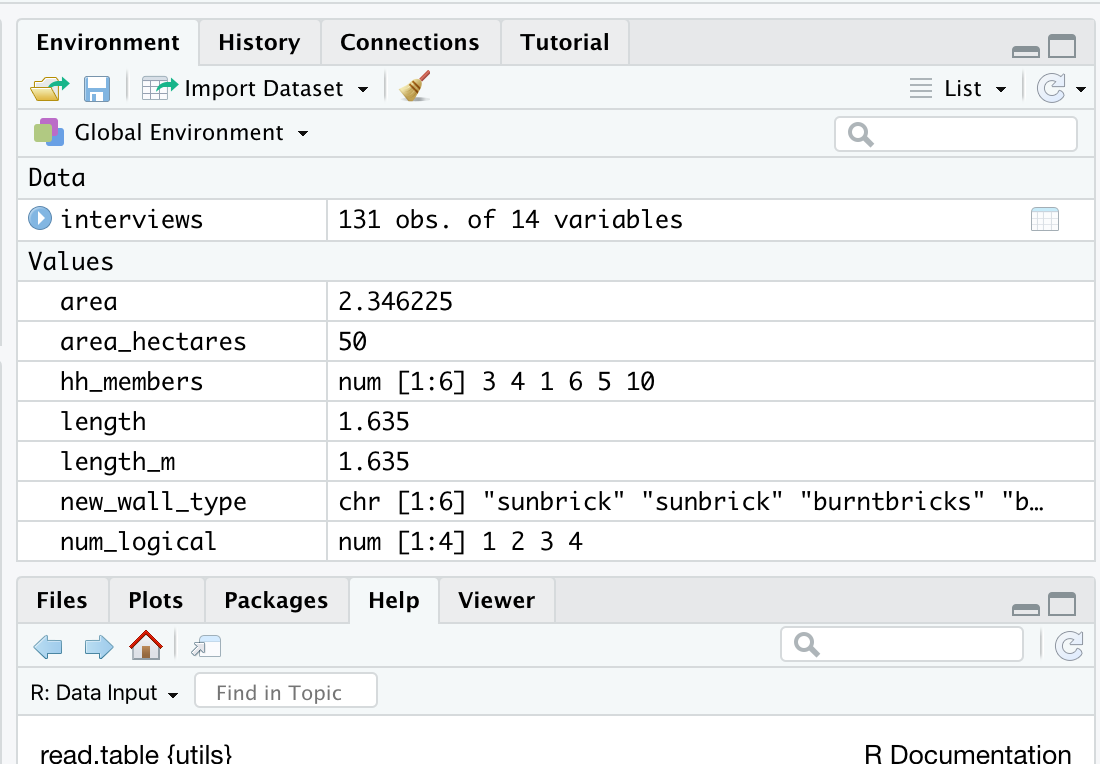 Environment History Connections Tutorial
Import Dataset List
Global Environment
Data
interviews 131 obs. of 14 variables
Values
area 2.346225
area_hectares 50
hh_members num [1:6] 3 4 1 6 5 10
length 1.635
length_m 1.635
new_wall_type chr [1:6] "sunbrick" "sunbrick" "burntbricks" "b…
num_logical num [1:4] 1 2 3 4
Files Plots Packages Help Viewer
R: Data Input Find in Topic
read.table {utils} R Documentation